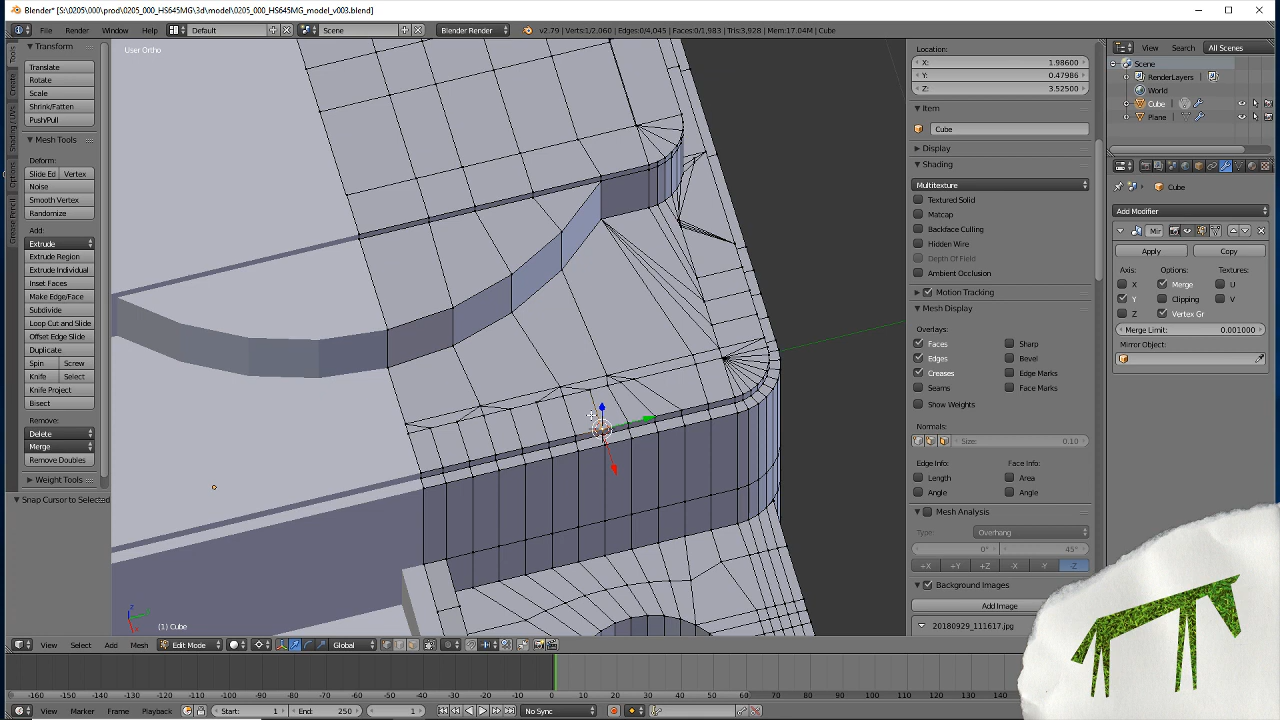 Blender* [S:\0205\000\prod\0205_000_HS645MG\3d\model\0205_000_HS645MG_model_v003.blend]
File Render Window Help Default Scene Blender Render v2.79 | Verts:1/2,060 | Edges:0/4,045 | Faces:0/1,983 | Tris:3,928 | Mem:17.04M | Cube
Tools
Create
Shading / UVs
Options
Grease Pencil
Transform
Translate
Rotate
Scale
Shrink/Fatten
Push/Pull
Mesh Tools
Deform:
Slide Ed Vertex
Noise
Smooth Vertex
Randomize
Add:
Extrude
Extrude Region
Extrude Individual
Inset Faces
Make Edge/Face
Subdivide
Loop Cut and Slide
Offset Edge Slide
Duplicate
Spin Screw
Knife Select
Knife Project
Bisect
Remove:
Delete
Merge
Remove Doubles
Weight Tools
Snap Cursor to Selected
User Ortho
(1) Cube
Location:
X: 1.98600
Y: 0.47986
Z: 3.52500
Item
Cube
Display
Shading
Multitexture
Textured Solid
Matcap
Backface Culling
Hidden Wire
Depth Of Field
Ambient Occlusion
Motion Tracking
Mesh Display
Overlays:
Faces Sharp
Edges Bevel
Creases Edge Marks
Seams Face Marks
Show Weights
Normals:
Size: 0.10
Edge Info: Face Info:
Length Area
Angle Angle
Mesh Analysis
Type: Overhang
0° 45°
+X +Y +Z -X -Y -Z
Background Images
Add Image
20180929_111617.jpg
View Search All Scenes
Scene
RenderLayers
World
Cube
Plane
Cube
Add Modifier
Mir
Apply Copy
Axis: Options: Textures:
X Merge U
Y Clipping V
Z Vertex Gr
Merge Limit: 0.001000
Mirror Object:
View Select Add Mesh Edit Mode Global
-160 -150 -140 -130 -120 -110 -100 -90 -80 -70 -60 -50 -40 -30 -20 -10 0 10 20 30 40 50 60 70 80 90 100 110 120 130 140
View Marker Frame Playback Start: 1 End: 250 1 No Sync